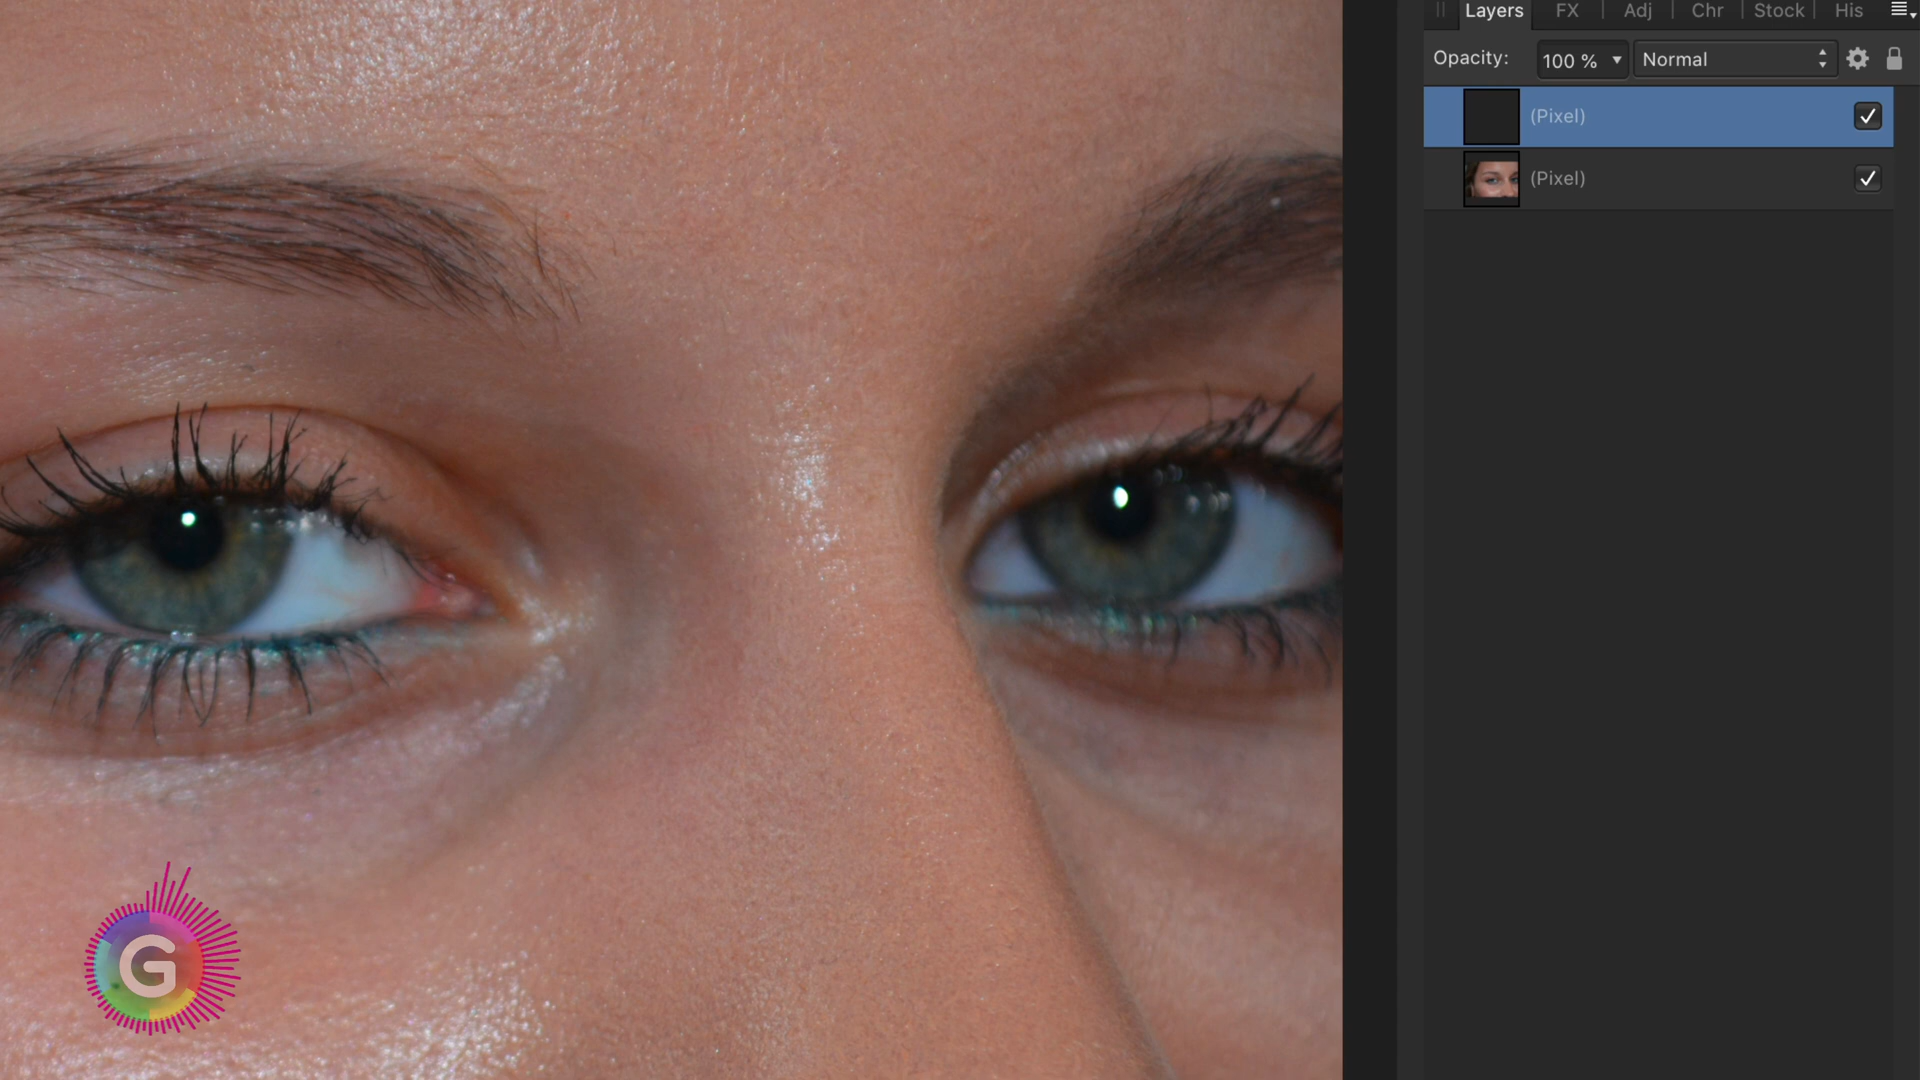 Layers FX Adj Chr Stock His
Opacity: 100 % Normal
(Pixel)
(Pixel)
G